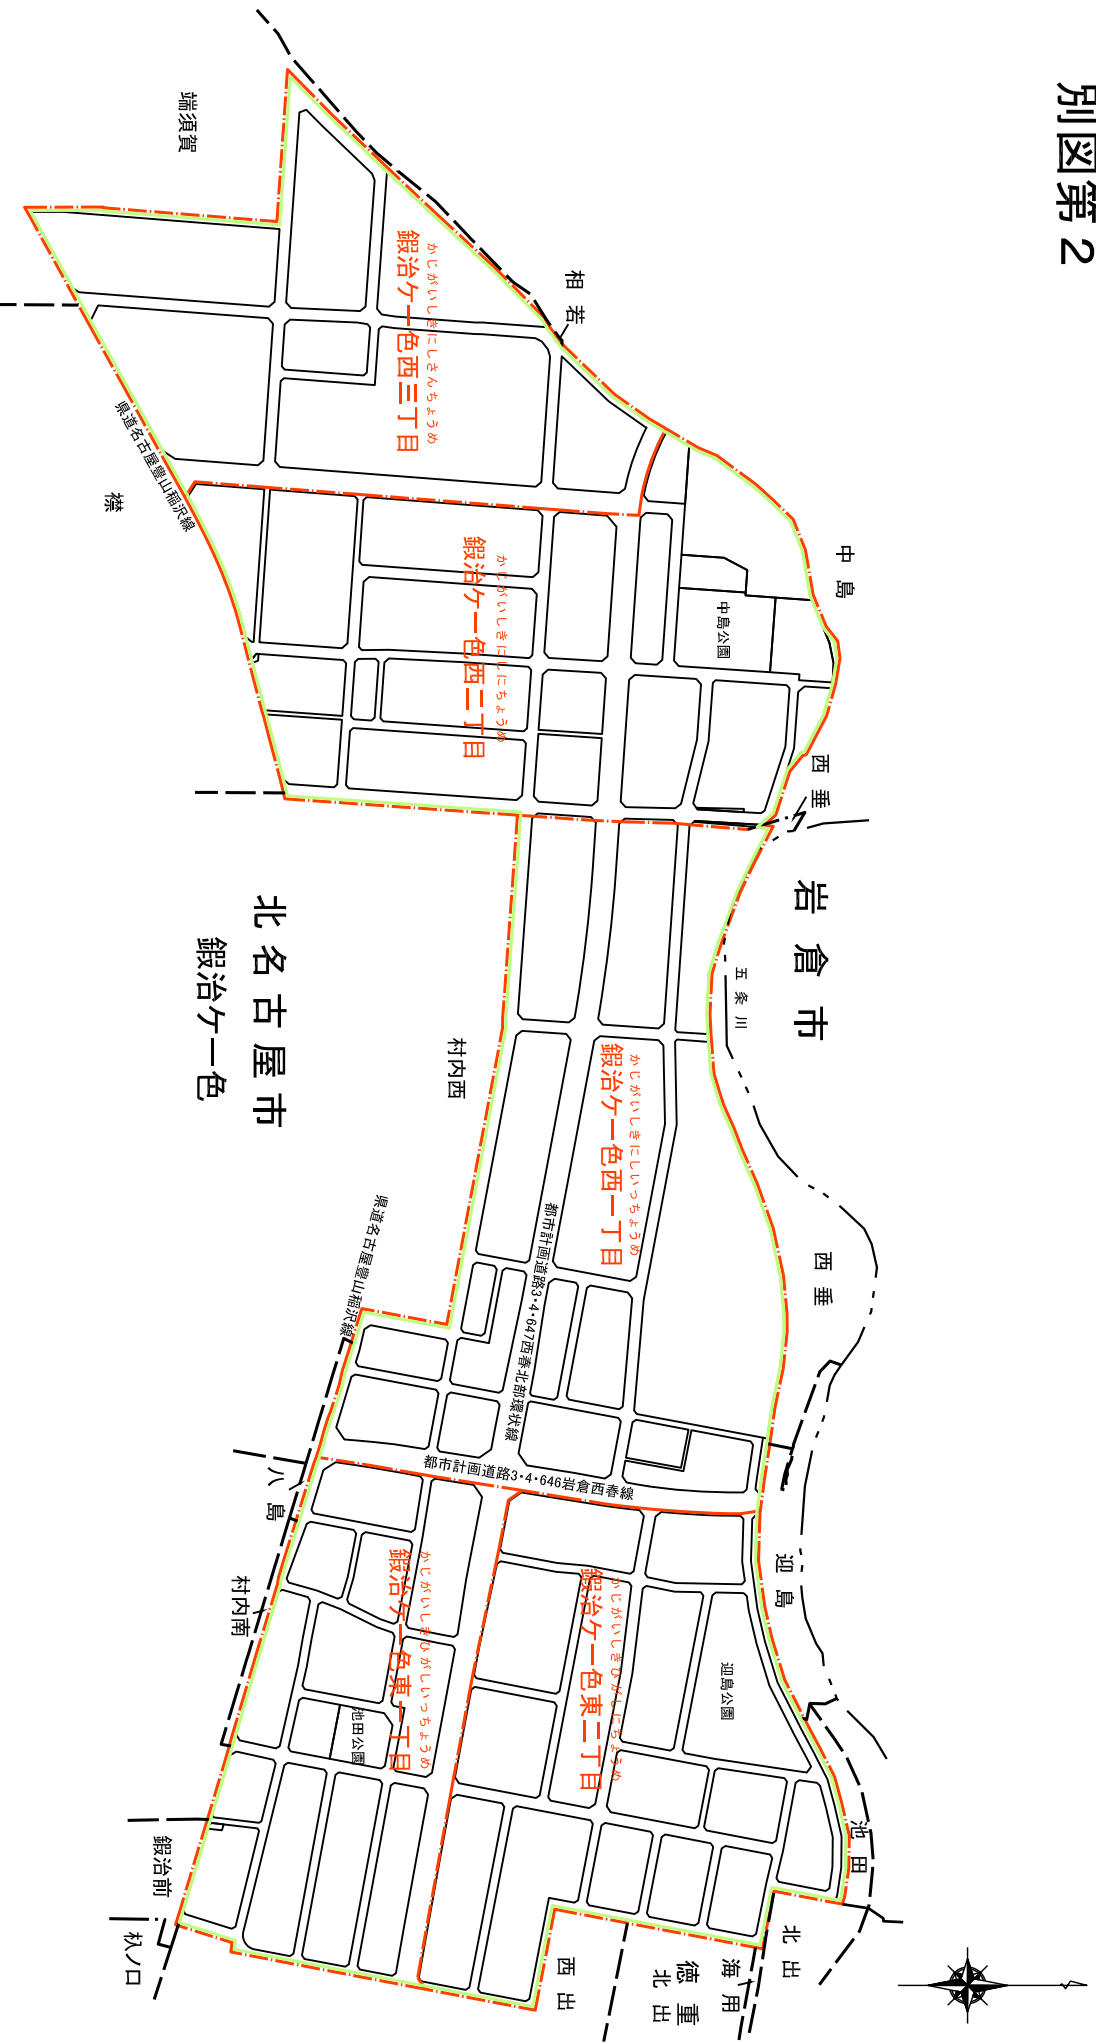 別図第2
端須賀
相若
かじがいしきにしさんちょうめ
鍜治ケ一色西三丁目
県道名古屋豊山稲沢線
襟
中島
かじがいしきにしにちょうめ
鍜治ケ一色西二丁目
中島公園
西垂
岩倉市
五条川
北名古屋市
鍜治ケ一色
村内西
かじがいしきにしいっちょうめ
鍜治ケ一色西一丁目
都市計画道路3・4・647西春北部環状線
西垂
県道名古屋豊山稲沢線
都市計画道路3・4・646岩倉西春線
八島
迎島
村内南
かじがいしきひがしいっちょうめ
鍜治ケ一色東一丁目
かじがいしきひがしにちょうめ
鍜治ケ一色東二丁目
迎島公園
池田公園
池田
鍜治前
杁ノ口
北出
海用
徳重
北出
西出